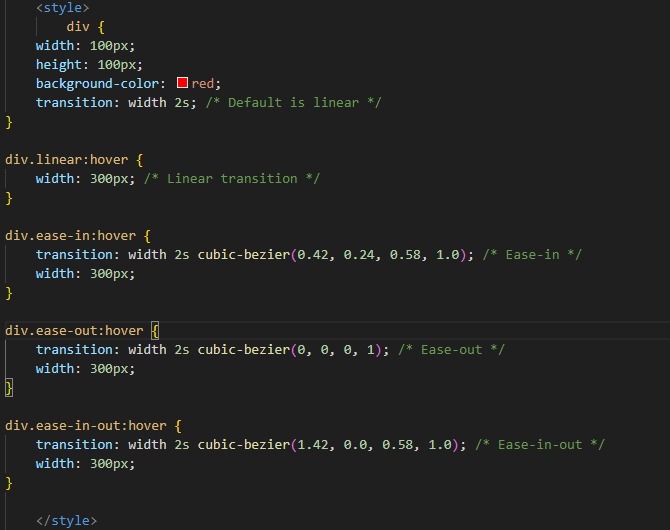 <style>
div {
width: 100px;
height: 100px;
background-color: red;
transition: width 2s; /* Default is linear */
}
div.linear:hover {
width: 300px; /* Linear transition */
}
div.ease-in:hover {
transition: width 2s cubic-bezier(0.42, 0.24, 0.58, 1.0); /* Ease-in */
width: 300px;
}
div.ease-out:hover {
transition: width 2s cubic-bezier(0, 0, 0, 1); /* Ease-out */
width: 300px;
}
div.ease-in-out:hover {
transition: width 2s cubic-bezier(1.42, 0.0, 0.58, 1.0); /* Ease-in-out */
width: 300px;
}
</style>